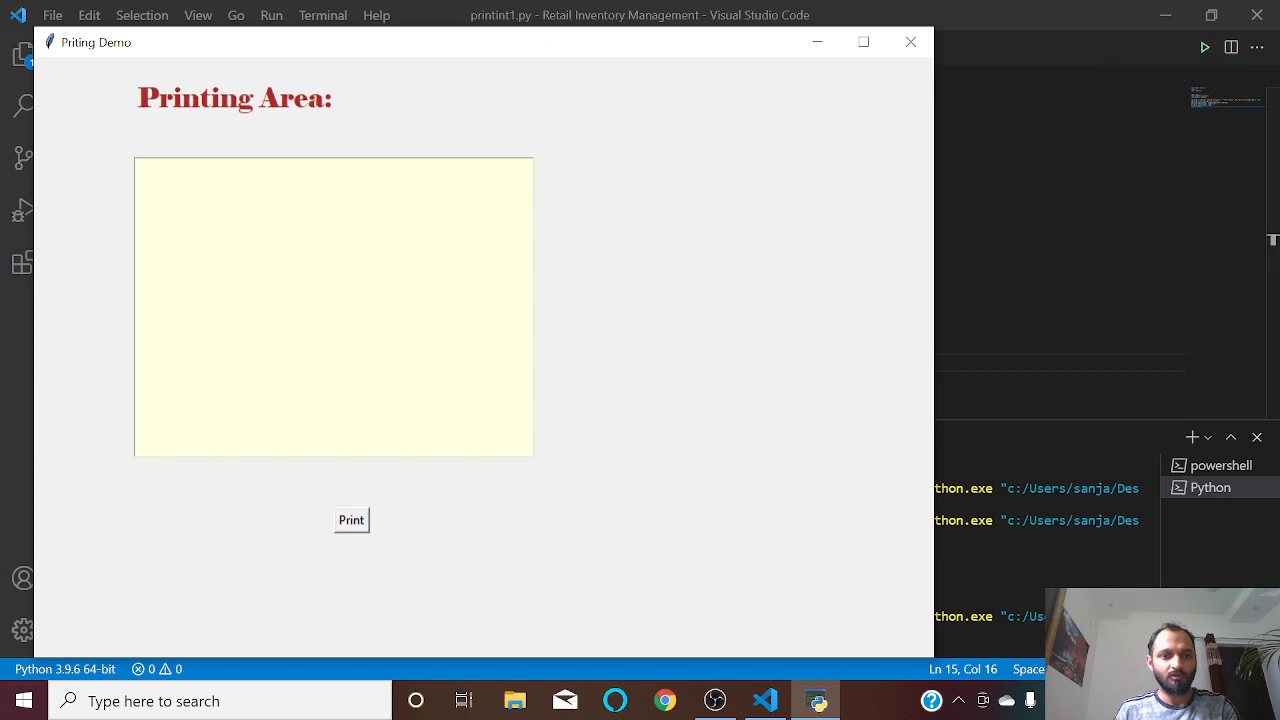 File Edit Selection View Go Run Terminal Help printint1.py - Retail Inventory Management - Visual Studio Code
Priting Demo
Printing Area:
Print
powershell
Python
thon.exe "c:/Users/sanja/Des
thon.exe "c:/Users/sanja/Des
thon.exe "c:/Us
Python 3.9.6 64-bit 0 0 Ln 15, Col 16 Space
Type here to search